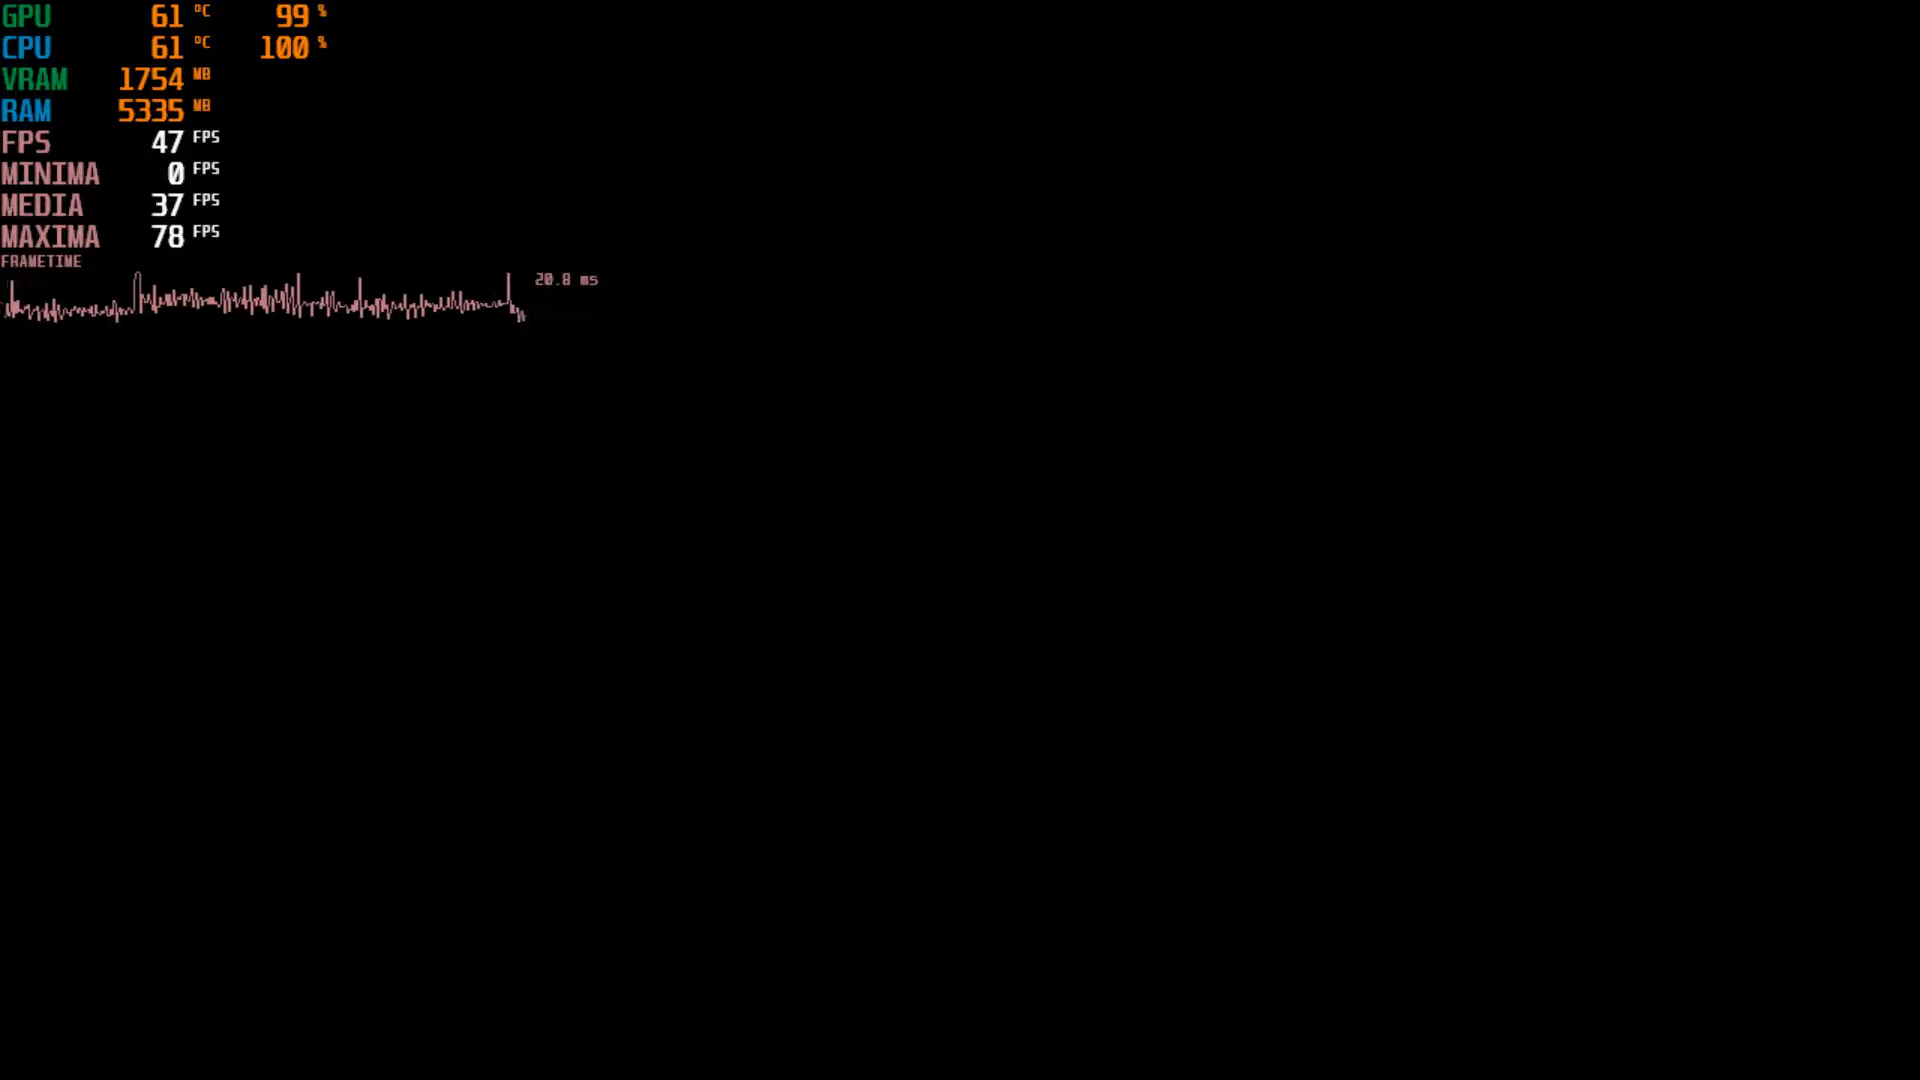 GPU 61 °C 99 %
CPU 61 °C 100 %
VRAM 1754 MB
RAM 5335 MB
FPS 47 FPS
MINIMA 0 FPS
MEDIA 37 FPS
MAXIMA 78 FPS
FRAMETIME
20.8 ms